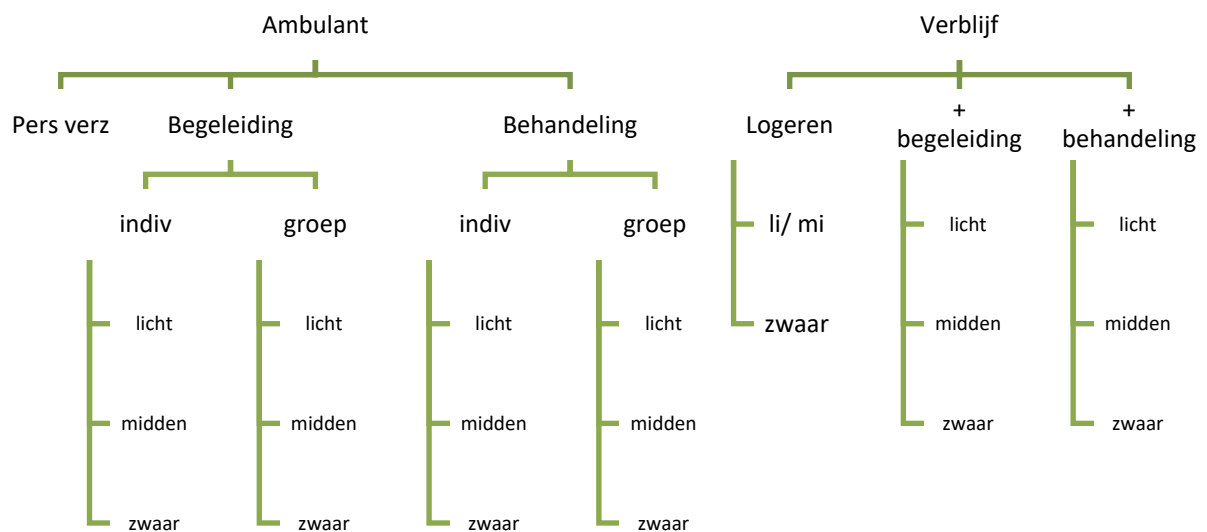 Ambulant
Verblijf
Pers verz
Begeleiding
Behandeling
Logeren
+
begeleiding
+
behandeling
indiv
groep
indiv
groep
li/ mi
licht
licht
licht
licht
licht
licht
zwaar
midden
midden
midden
midden
midden
midden
zwaar
zwaar
zwaar
zwaar
zwaar
zwaar